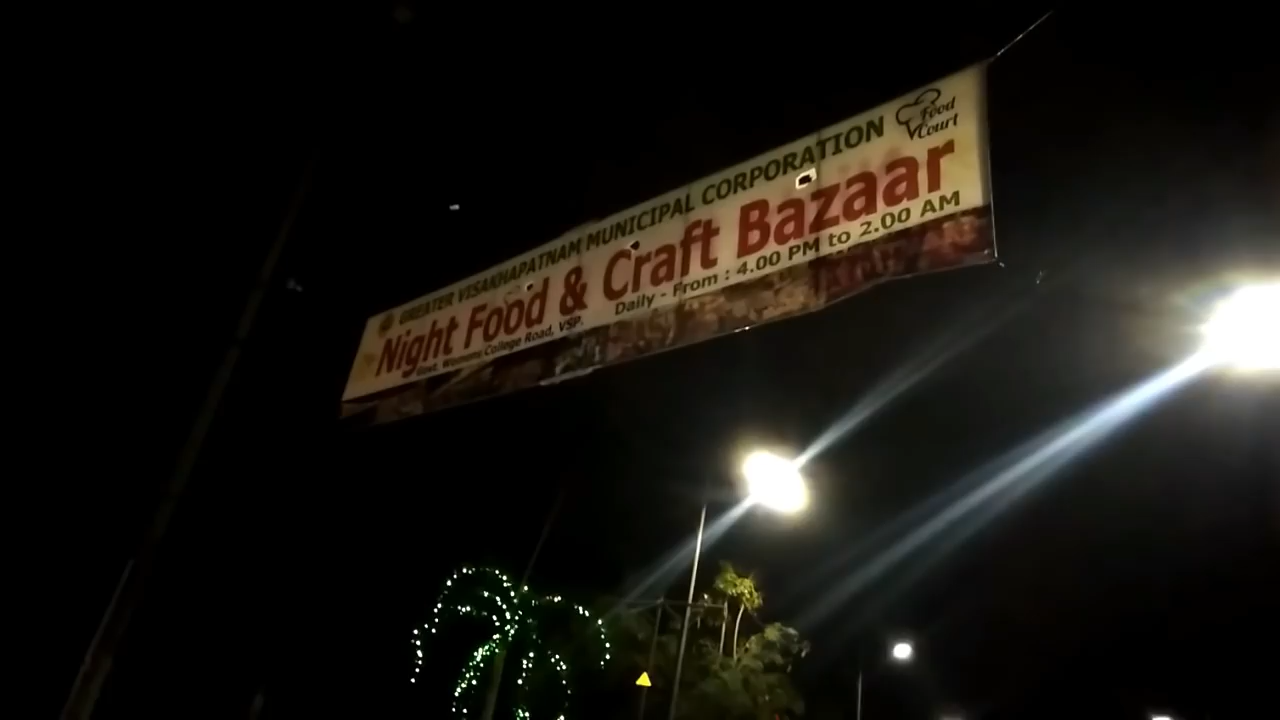 GREATER VISAKHAPATNAM MUNICIPAL CORPORATION
Food
Court
Night Food & Craft Bazaar
Govt. Womens College Road, VSP. Daily - From : 4.00 PM to 2.00 AM